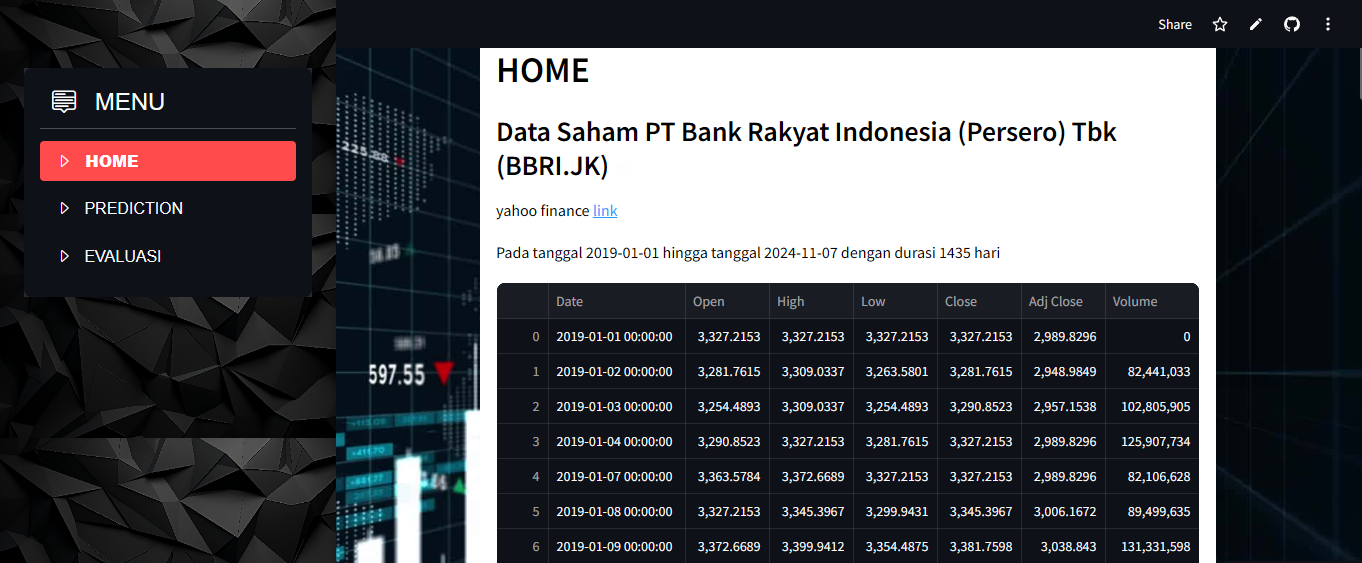 Share
MENU
HOME
PREDICTION
EVALUASI
HOME
Data Saham PT Bank Rakyat Indonesia (Persero) Tbk
(BBRI.JK)
yahoo finance link
Pada tanggal 2019-01-01 hingga tanggal 2024-11-07 dengan durasi 1435 hari
Date Open High Low Close Adj Close Volume
0 2019-01-01 00:00:00 3,327.2153 3,327.2153 3,327.2153 3,327.2153 2,989.8296 0
1 2019-01-02 00:00:00 3,281.7615 3,309.0337 3,263.5801 3,281.7615 2,948.9849 82,441,033
2 2019-01-03 00:00:00 3,254.4893 3,309.0337 3,254.4893 3,290.8523 2,957.1538 102,805,905
3 2019-01-04 00:00:00 3,290.8523 3,327.2153 3,281.7615 3,327.2153 2,989.8296 125,907,734
4 2019-01-07 00:00:00 3,363.5784 3,372.6689 3,327.2153 3,327.2153 2,989.8296 82,106,628
5 2019-01-08 00:00:00 3,327.2153 3,345.3967 3,299.9431 3,345.3967 3,006.1672 89,499,635
6 2019-01-09 00:00:00 3,372.6689 3,399.9412 3,354.4875 3,381.7598 3,038.843 131,331,598
597.55